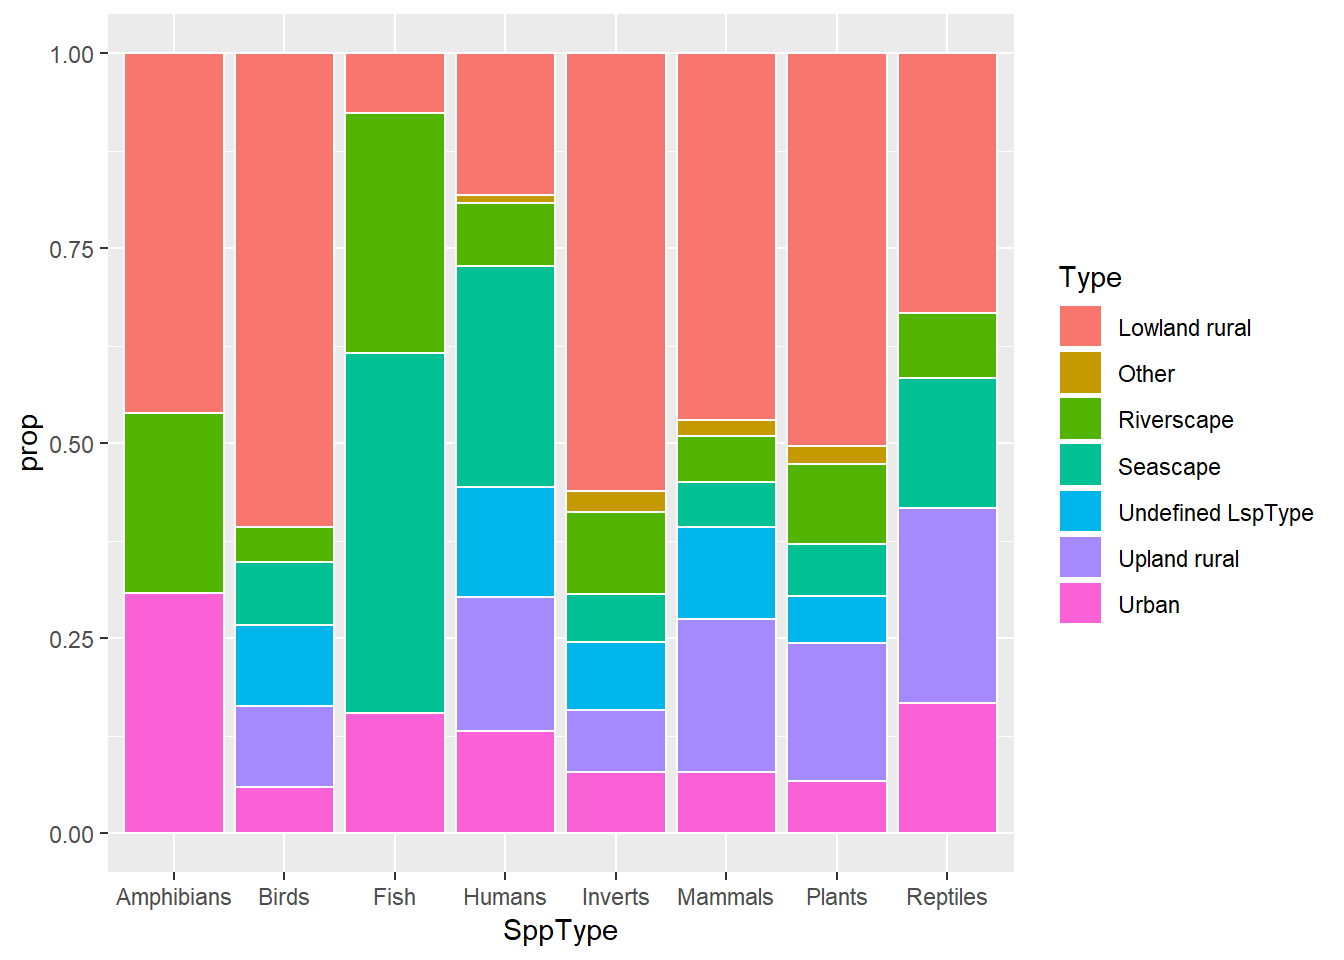 1.00
0.75
0.50
0.25
0.00
prop
Amphibians Birds Fish Humans Inverts Mammals Plants Reptiles
SppType
Type
Lowland rural
Other
Riverscape
Seascape
Undefined LspType
Upland rural
Urban